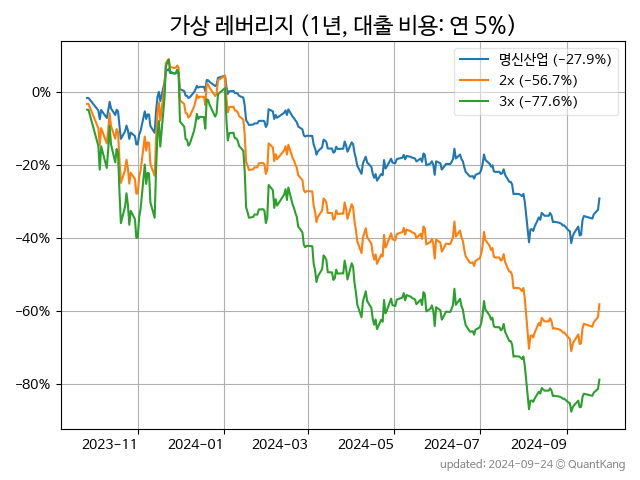 가상 레버리지 (1년, 대출 비용: 연 5%)
명신산업 (−27.9%)
2x (−56.7%)
3x (−77.6%)
0%
−20%
−40%
−60%
−80%
2023-11
2024-01
2024-03
2024-05
2024-07
2024-09
updated: 2024-09-24 © QuantKang